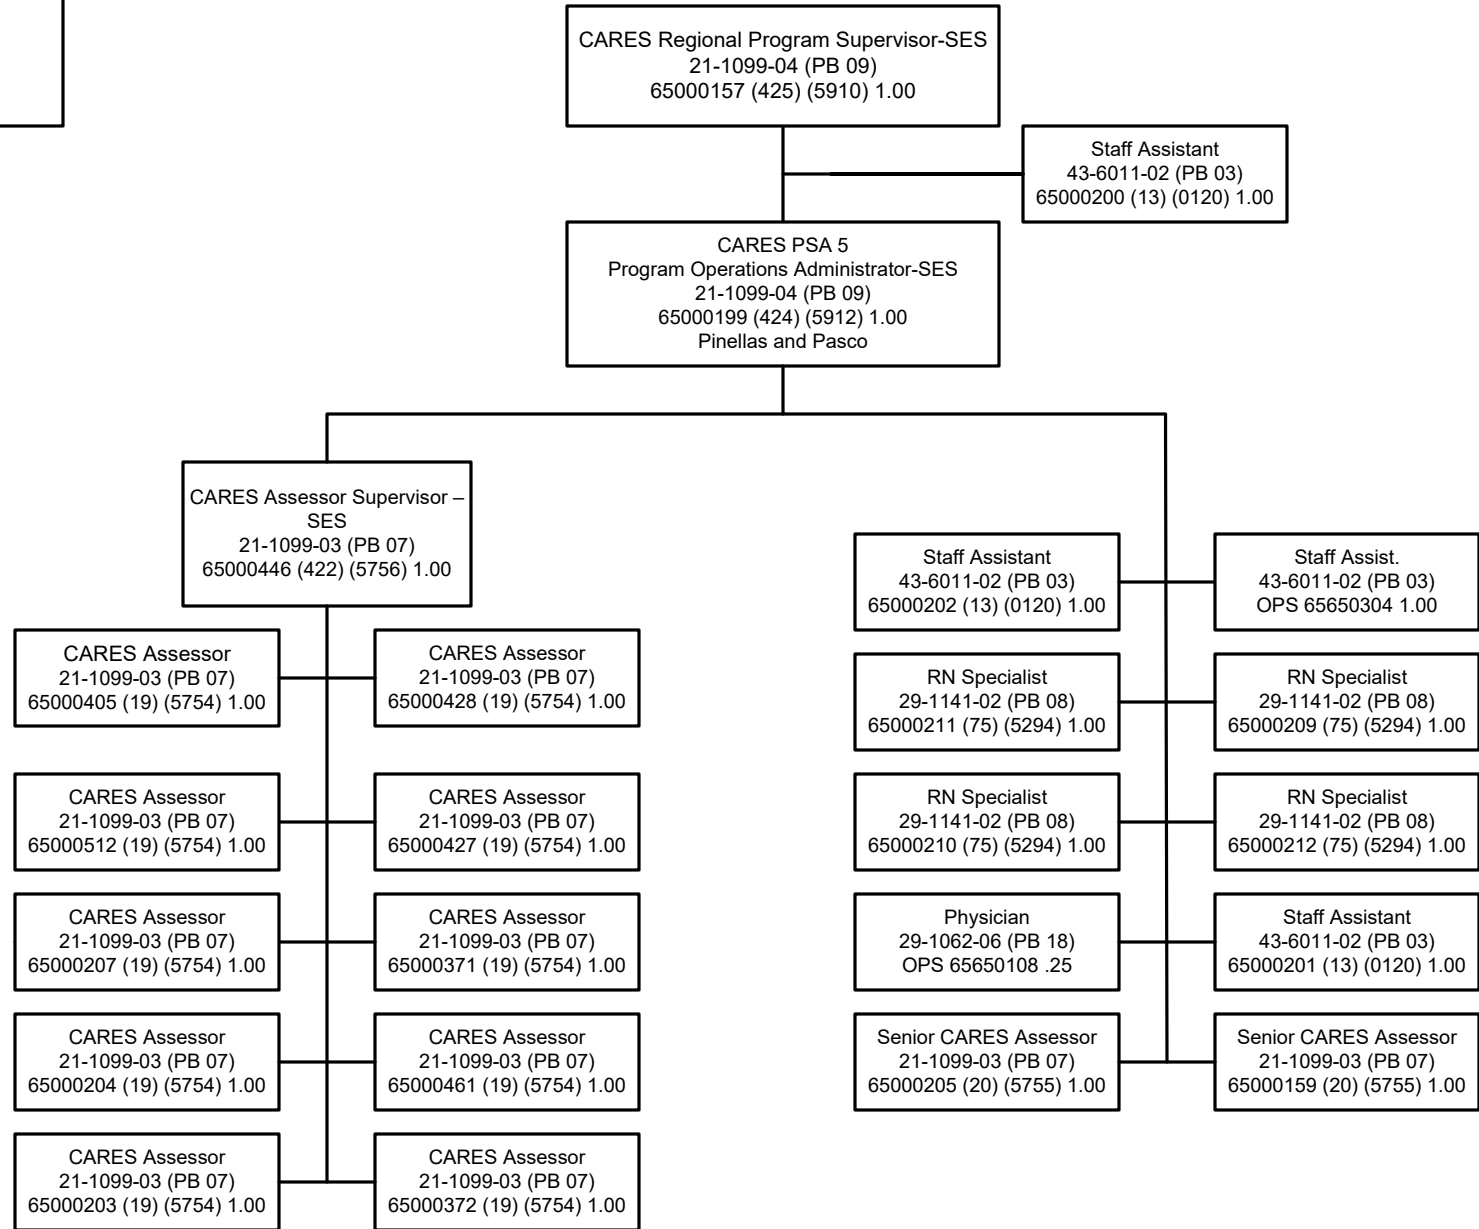 CARES Regional Program Supervisor-SES
21-1099-04 (PB 09)
65000157 (425) (5910) 1.00
Staff Assistant
43-6011-02 (PB 03)
65000200 (13) (0120) 1.00
CARES PSA 5
Program Operations Administrator-SES
21-1099-04 (PB 09)
65000199 (424) (5912) 1.00
Pinellas and Pasco
CARES Assessor Supervisor –
SES
21-1099-03 (PB 07)
65000446 (422) (5756) 1.00
CARES Assessor
21-1099-03 (PB 07)
65000405 (19) (5754) 1.00
CARES Assessor
21-1099-03 (PB 07)
65000428 (19) (5754) 1.00
CARES Assessor
21-1099-03 (PB 07)
65000512 (19) (5754) 1.00
CARES Assessor
21-1099-03 (PB 07)
65000427 (19) (5754) 1.00
CARES Assessor
21-1099-03 (PB 07)
65000207 (19) (5754) 1.00
CARES Assessor
21-1099-03 (PB 07)
65000371 (19) (5754) 1.00
CARES Assessor
21-1099-03 (PB 07)
65000204 (19) (5754) 1.00
CARES Assessor
21-1099-03 (PB 07)
65000461 (19) (5754) 1.00
CARES Assessor
21-1099-03 (PB 07)
65000203 (19) (5754) 1.00
CARES Assessor
21-1099-03 (PB 07)
65000372 (19) (5754) 1.00
Staff Assistant
43-6011-02 (PB 03)
65000202 (13) (0120) 1.00
Staff Assist.
43-6011-02 (PB 03)
OPS 65650304 1.00
RN Specialist
29-1141-02 (PB 08)
65000211 (75) (5294) 1.00
RN Specialist
29-1141-02 (PB 08)
65000209 (75) (5294) 1.00
RN Specialist
29-1141-02 (PB 08)
65000210 (75) (5294) 1.00
RN Specialist
29-1141-02 (PB 08)
65000212 (75) (5294) 1.00
Physician
29-1062-06 (PB 18)
OPS 65650108 .25
Staff Assistant
43-6011-02 (PB 03)
65000201 (13) (0120) 1.00
Senior CARES Assessor
21-1099-03 (PB 07)
65000205 (20) (5755) 1.00
Senior CARES Assessor
21-1099-03 (PB 07)
65000159 (20) (5755) 1.00